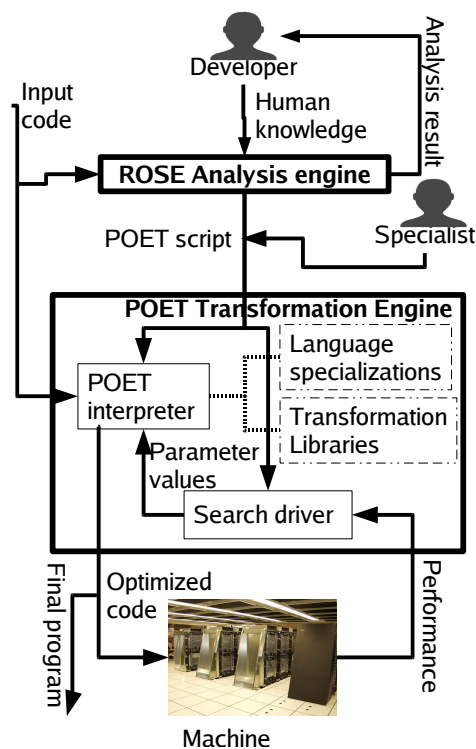 Developer
Input
code
Human
knowledge
Analysis result
ROSE Analysis engine
POET script
Specialist
POET Transformation Engine
POET
interpreter
Language
specializations
Transformation
Libraries
Parameter
values
Search driver
Final program
Optimized
code
Performance
Machine